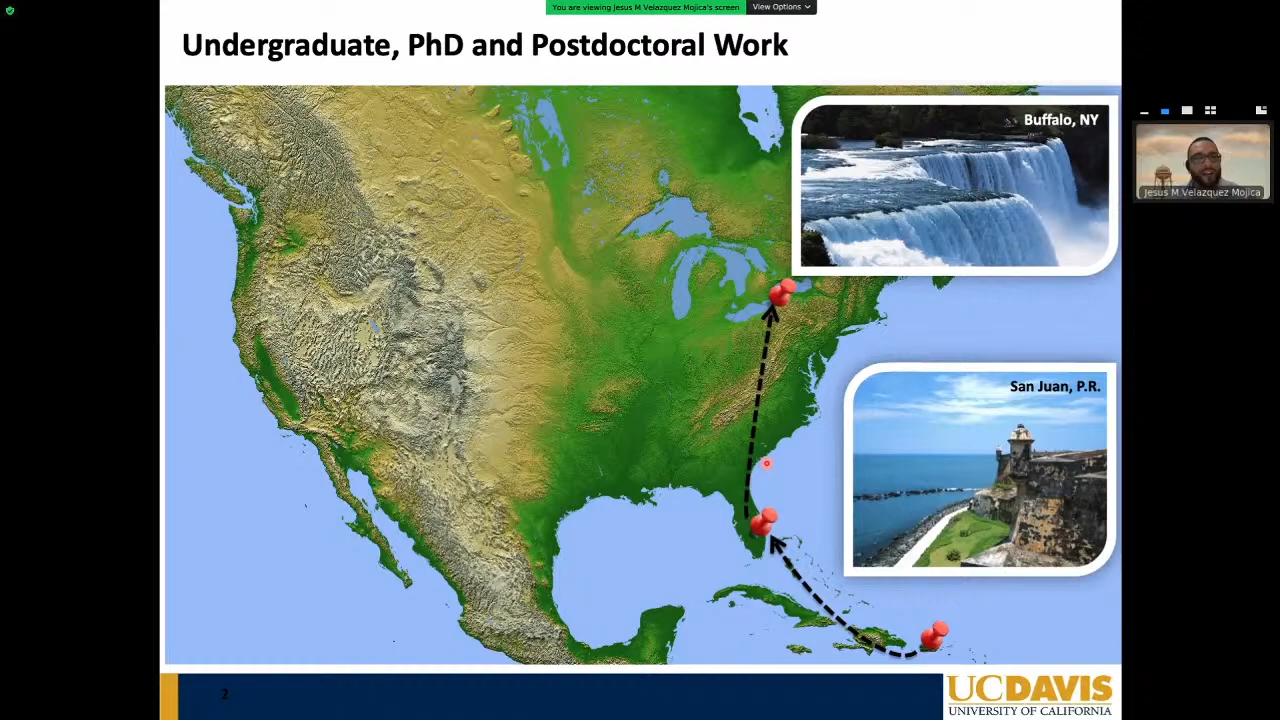 You are viewing Jesus M Velazquez Mojica's screen
View Options
Undergraduate, PhD and Postdoctoral Work
Buffalo, NY
Jesus M Velazquez Mojica
San Juan, P.R.
2
UCDAVIS
UNIVERSITY OF CALIFORNIA